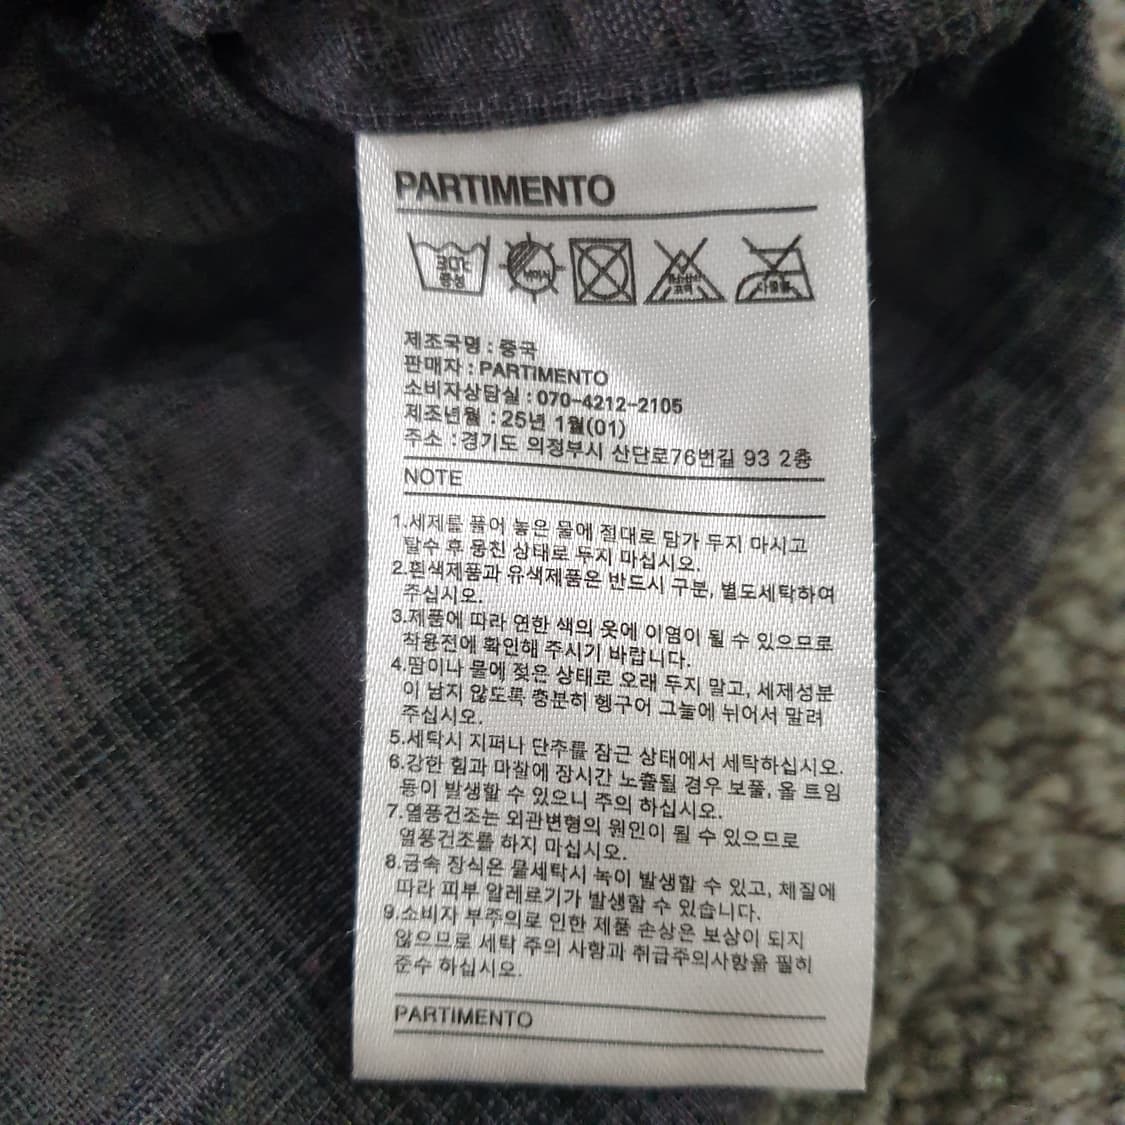 PARTIMENTO
30℃
중성
제조국명 : 중국
판매자 : PARTIMENTO
소비자상담실 : 070-4212-2105
제조년월 : 25년 1월(01)
주소 : 경기도 의정부시 산단로76번길 93 2층
NOTE
1.세제를 풀어 놓은 물에 절대로 담가 두지 마시고
탈수 후 뭉친 상태로 두지 마십시오.
2.흰색제품과 유색제품은 반드시 구분, 별도세탁하여
주십시오.
3.제품에 따라 연한 색의 옷에 이염이 될 수 있으므로
착용전에 확인해 주시기 바랍니다.
4.땀이나 물에 젖은 상태로 오래 두지 말고, 세제성분
이 남지 않도록 충분히 헹구어 그늘에 뉘어서 말려
주십시오.
5.세탁시 지퍼나 단추를 잠근 상태에서 세탁하십시오.
6.강한 힘과 마찰에 장시간 노출될 경우 보풀, 올 트임
등이 발생할 수 있으니 주의 하십시오.
7.열풍건조는 외관변형의 원인이 될 수 있으므로
열풍건조를 하지 마십시오.
8.금속 장식은 물세탁시 녹이 발생할 수 있고, 체질에
따라 피부 알레르기가 발생할 수 있습니다.
9.소비자 부주의로 인한 제품 손상은 보상이 되지
않으므로 세탁 주의 사항과 취급주의사항을 필히
준수 하십시오.
PARTIMENTO